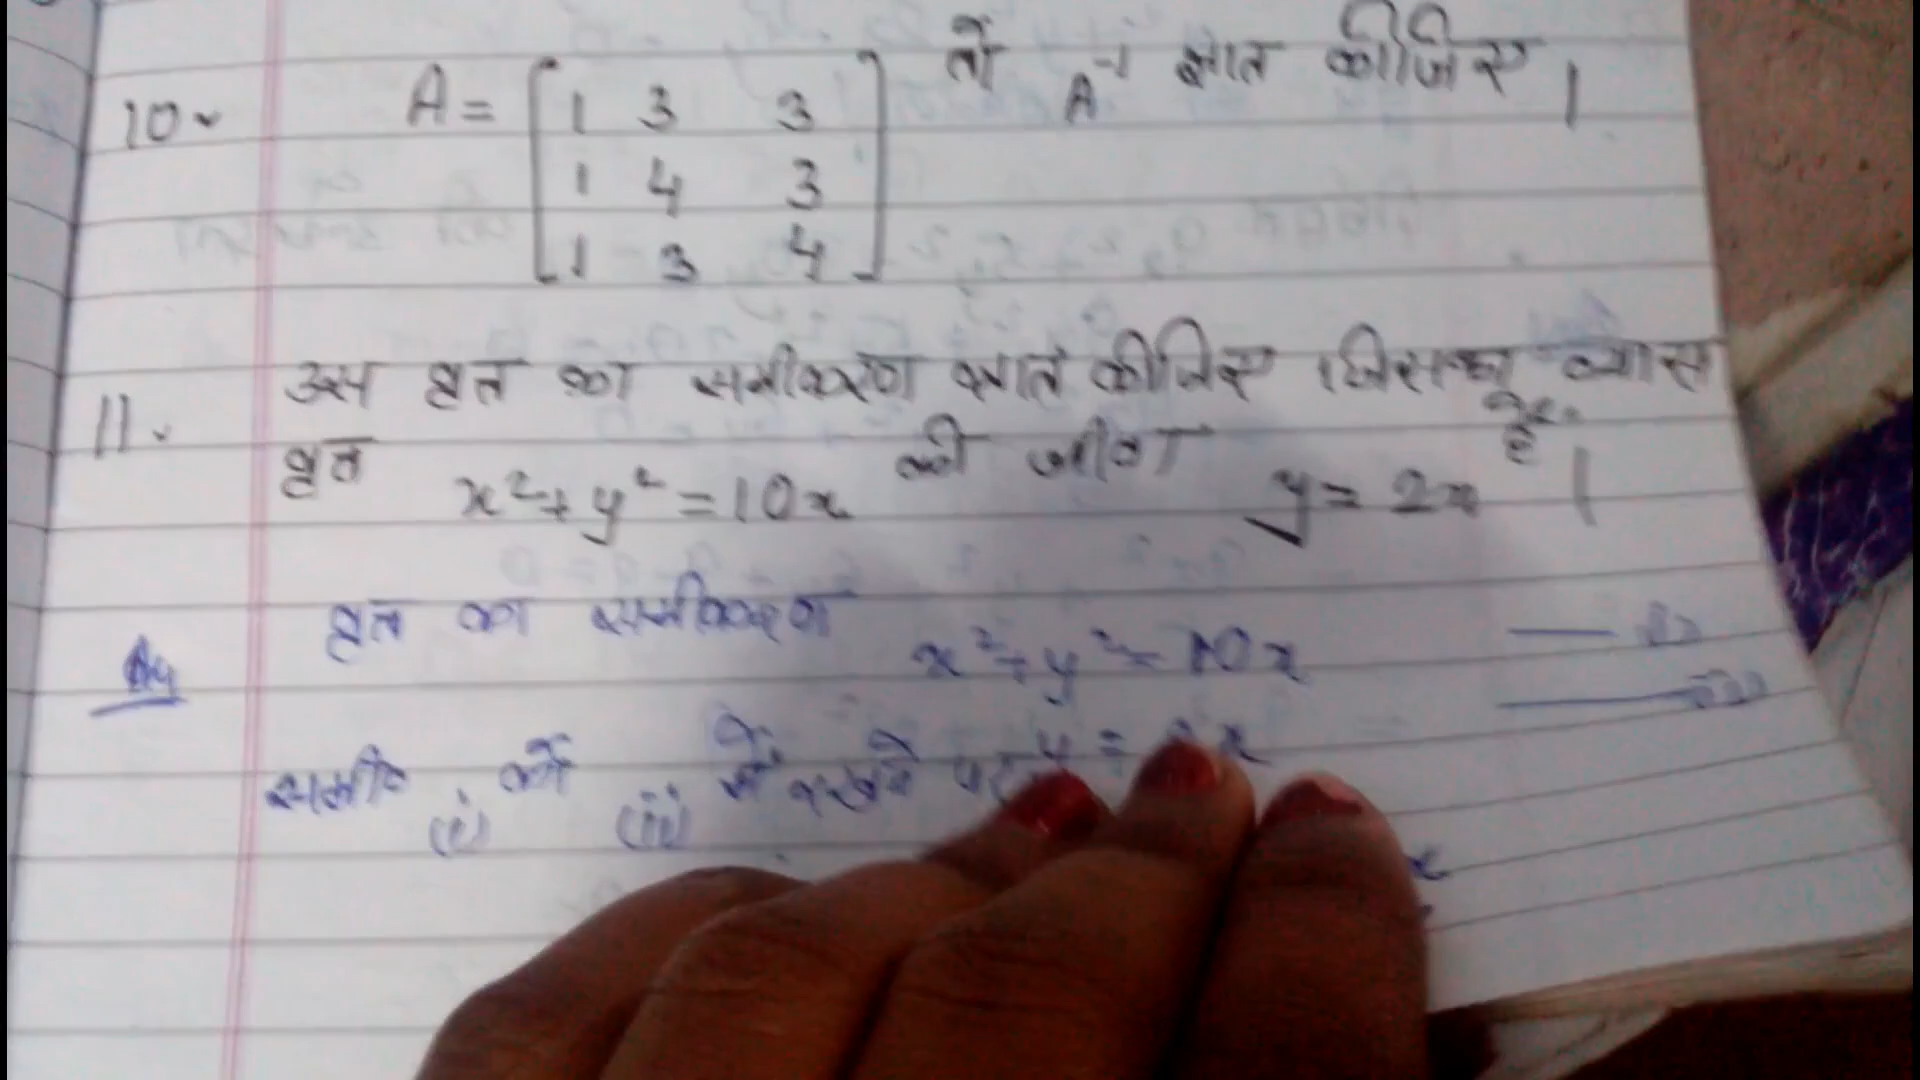 10. A = [ 1 3 3 ] तो A⁻¹ ज्ञात कीजिए ।
1 4 3
1 3 4
11. उस वृत्त का समीकरण ज्ञात कीजिए जिसका व्यास
वृत्त x² + y² = 10x की जीवा y = 2x है ।
वृत्त का समीकरण x² + y² = 10x
समी० (i) को (ii) में रखने पर y = x
x